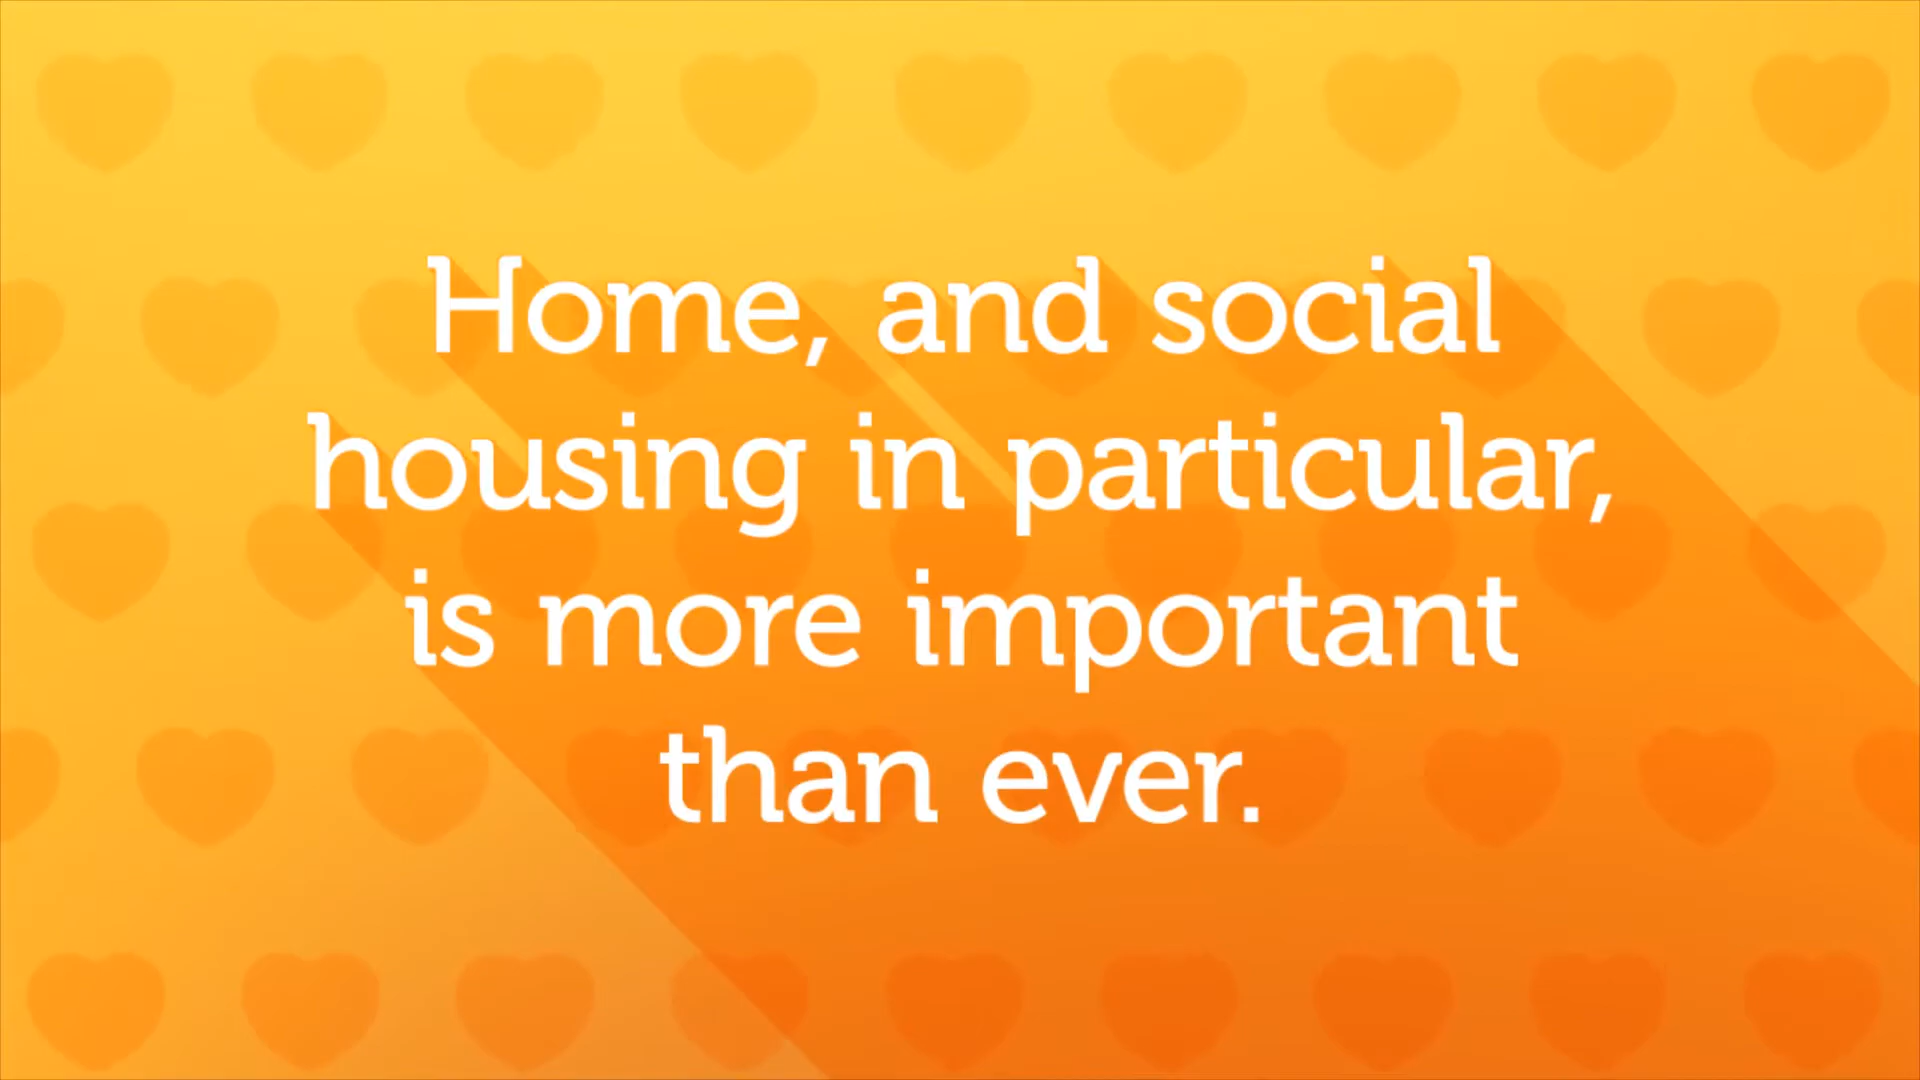 Home, and social
housing in particular,
is more important
than ever.